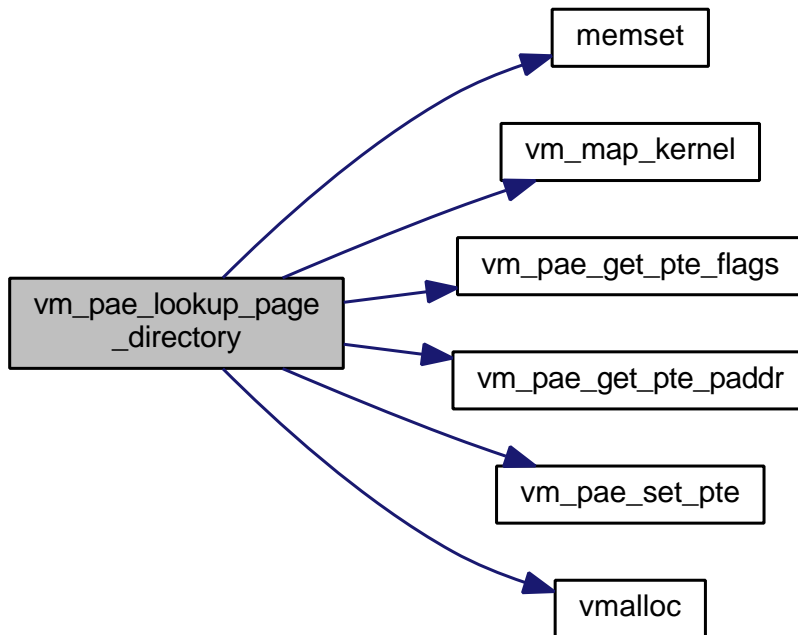 memset
vm_map_kernel
vm_pae_get_pte_flags
vm_pae_lookup_page
_directory
vm_pae_get_pte_paddr
vm_pae_set_pte
vmalloc